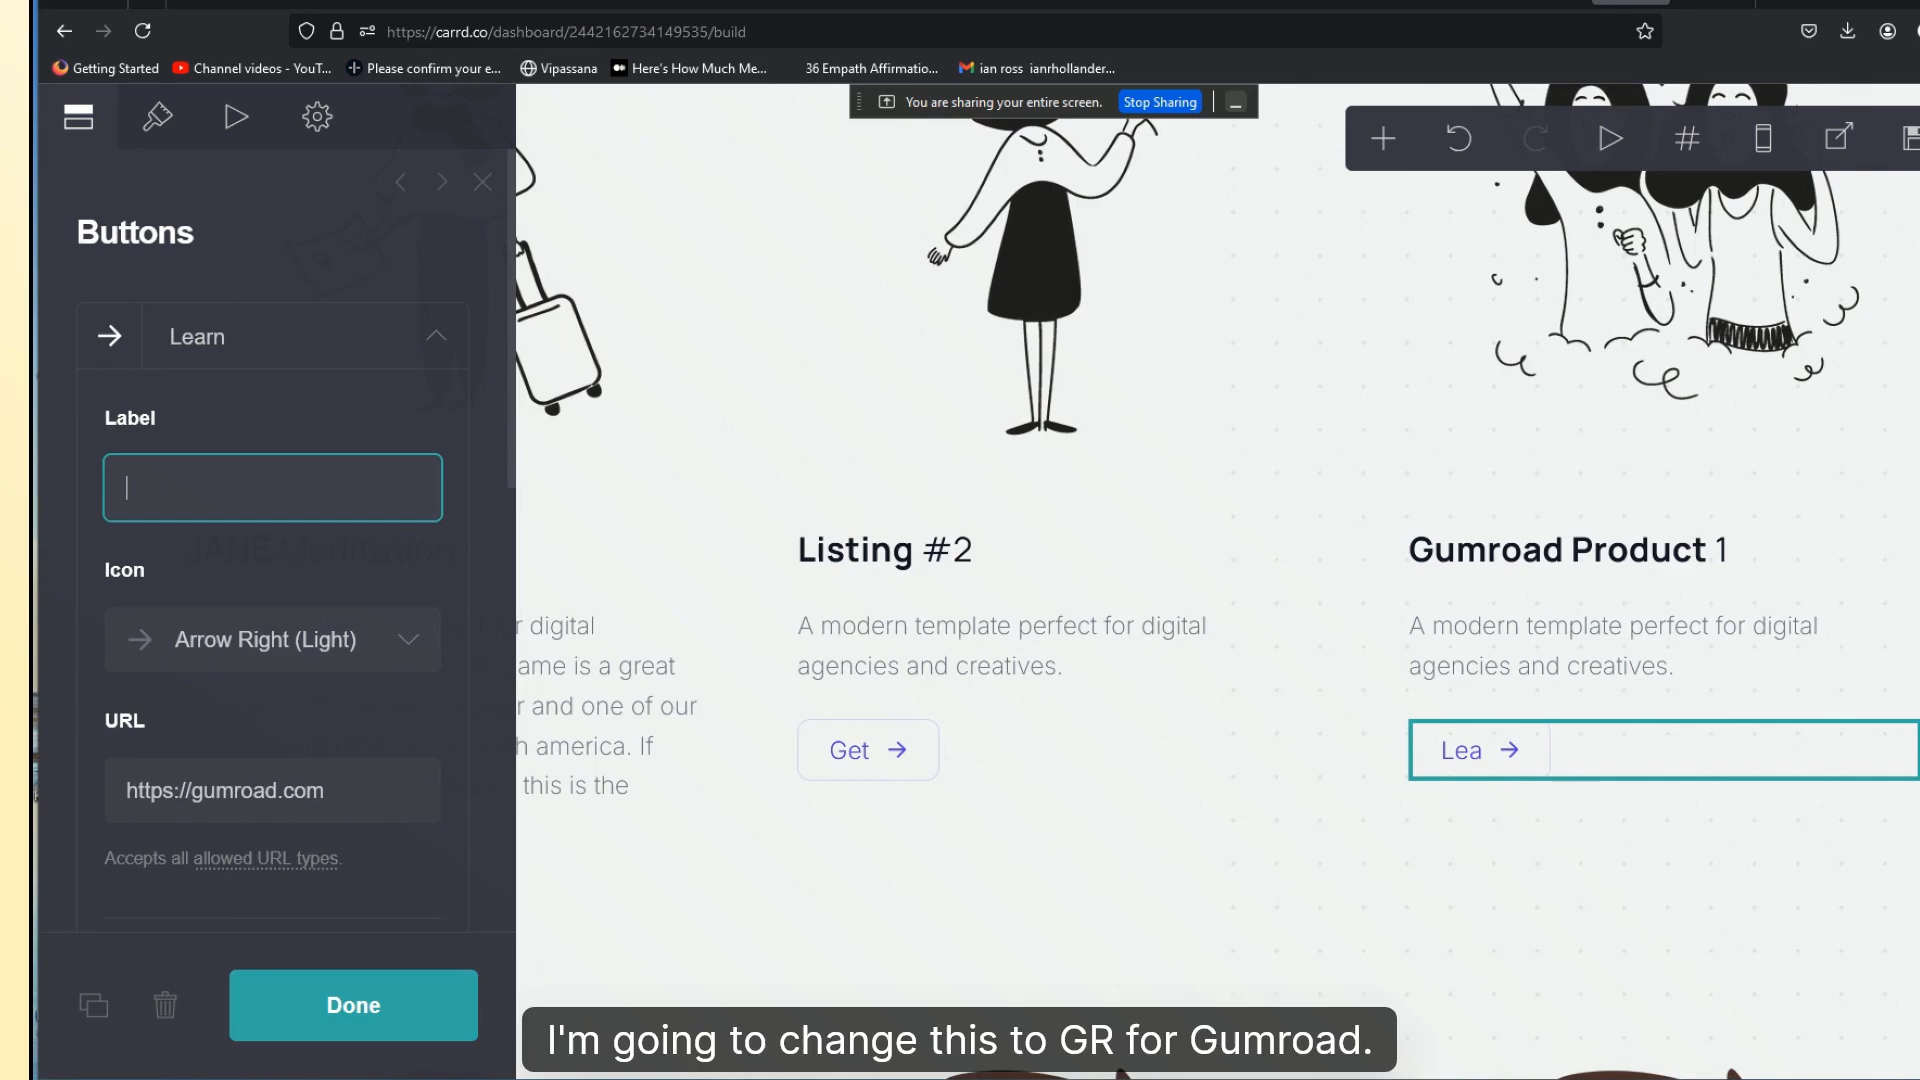 https://carrd.co/dashboard/2442162734149535/build
Getting Started
Channel videos - YouT...
Please confirm your e...
Vipassana
Here's How Much Me...
36 Empath Affirmatio...
ian ross ianrhollander...
You are sharing your entire screen.
Stop Sharing
Buttons
Learn
Label
JANE Meditation
Icon
Arrow Right (Light)
URL
https://gumroad.com
Accepts all allowed URL types.
Done
r digital
ame is a great
r and one of our
h america. If
this is the
Listing #2
A modern template perfect for digital
agencies and creatives.
Get
Gumroad Product 1
A modern template perfect for digital
agencies and creatives.
Lea
I'm going to change this to GR for Gumroad.